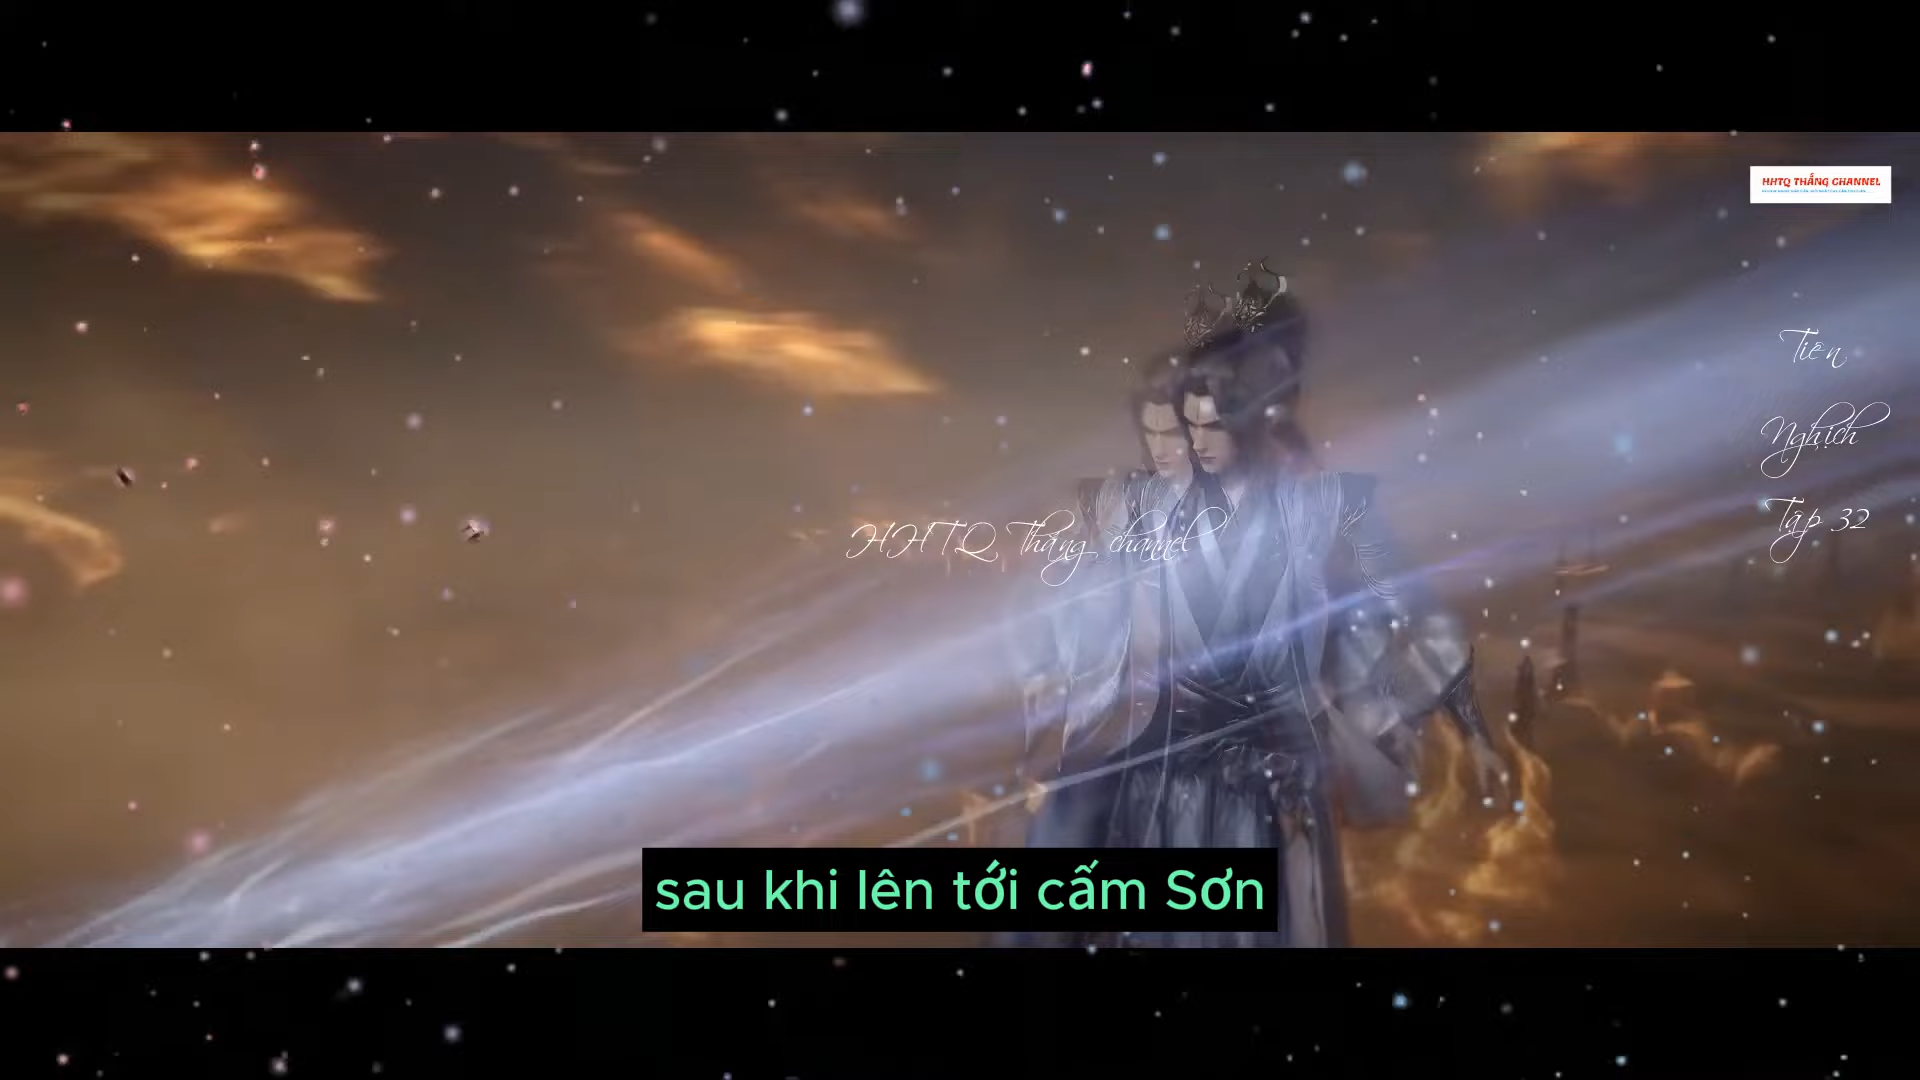 HHTQ THẮNG CHANNEL
Tiên
Nghịch
Tập 32
HHTQ Thắng channel
sau khi lên tới cấm Sơn